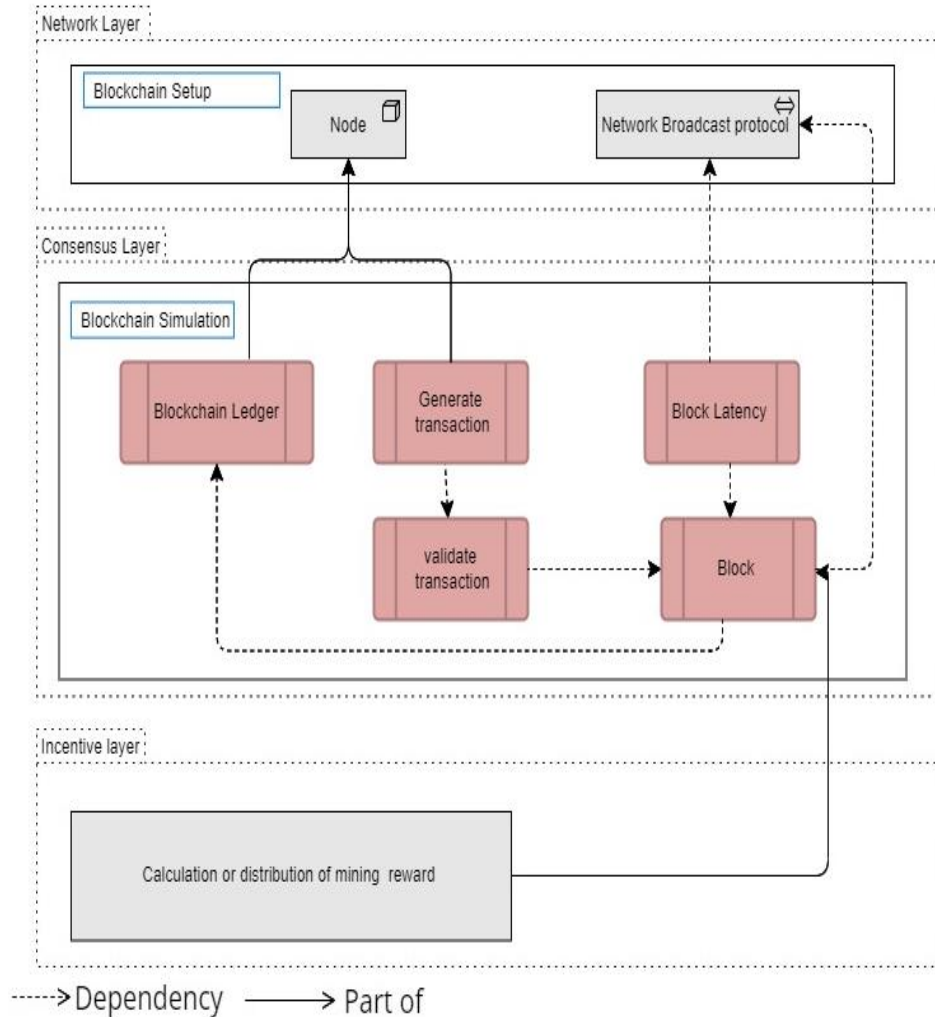 Network Layer
Blockchain Setup
Node
Network Broadcast protocol
Consensus Layer
Blockchain Simulation
Blockchain Ledger
Generate
transaction
Block Latency
validate
transaction
Block
Incentive layer
Calculation or distribution of mining reward
Dependency
Part of